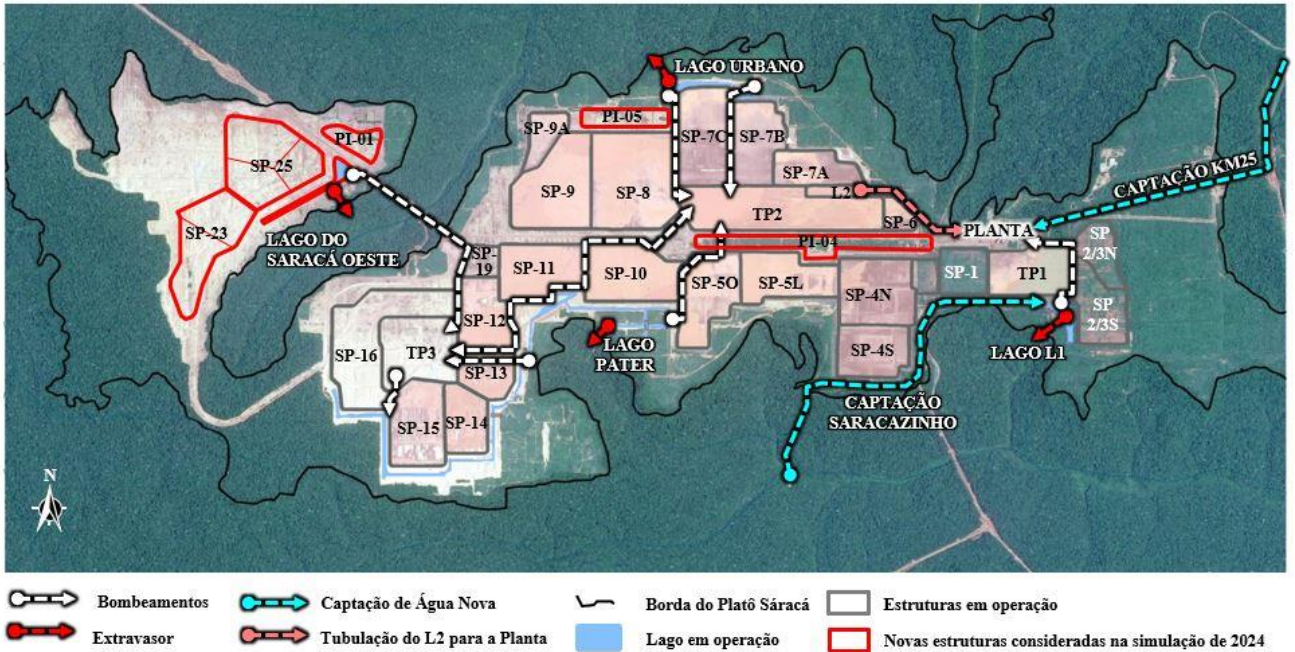 LAGO URBANO
PI-05
SP-9A
PI-01
SP-7C
SP-7B
CAPTAÇÃO KM25
SP-25
SP-7A
SP-9
SP-8
L2
TP2
SP-6
PLANTA
SP-23
SP
2/3N
LAGO DO
SARACÁ OESTE
PI-04
SP-
19
SP-11
SP-10
SP-5O
SP-5L
SP-4N
SP-1
TP1
SP-12
SP
2/3S
SP-16
TP3
LAGO
PATER
SP-4S
LAGO L1
SP-13
CAPTAÇÃO
SARACAZINHO
SP-15
SP-14
N
Bombeamentos
Captação de Água Nova
Borda do Platô Sáracá
Estruturas em operação
Extravasor
Tubulação do L2 para a Planta
Lago em operação
Novas estruturas consideradas na simulação de 2024